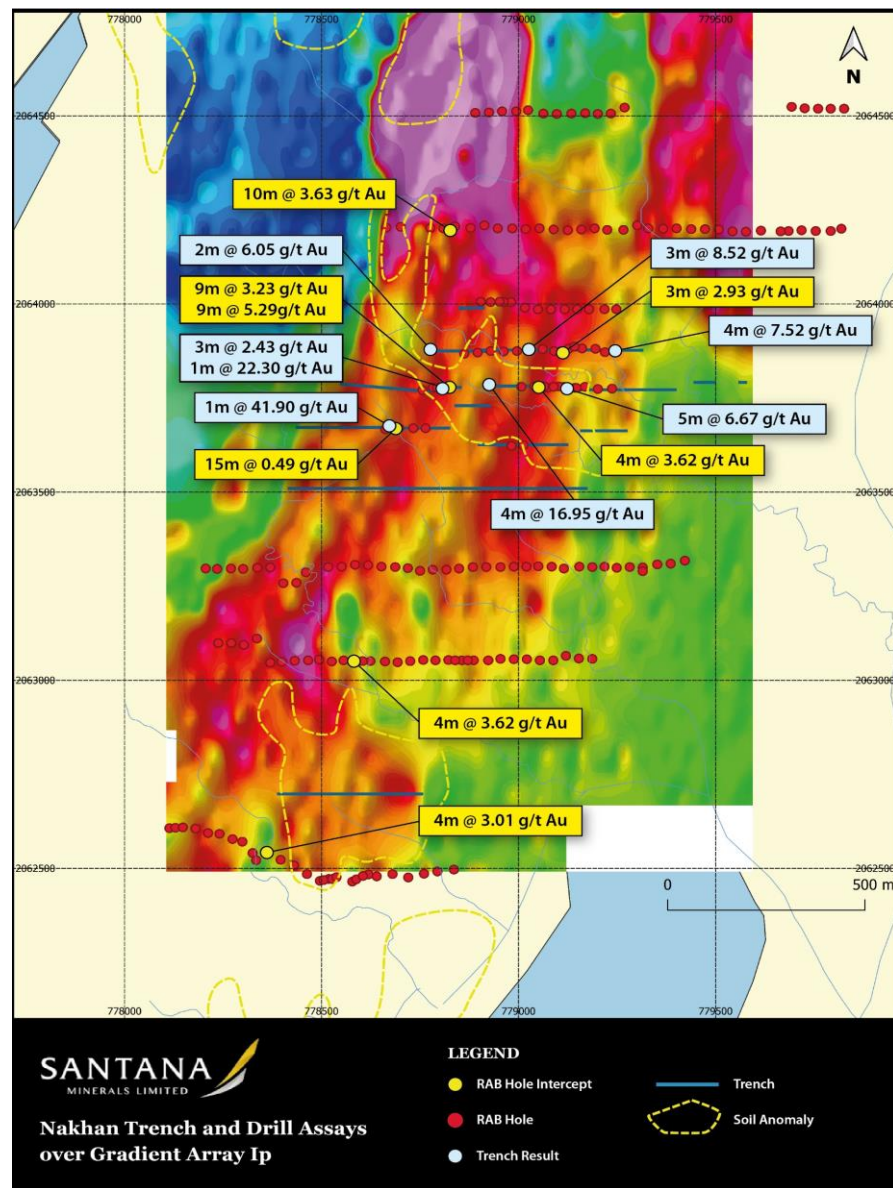 778000
778500
779000
779500
N
2064500
2064500
10m @ 3.63 g/t Au
2m @ 6.05 g/t Au
3m @ 8.52 g/t Au
9m @ 3.23 g/t Au
9m @ 5.29g/t Au
3m @ 2.93 g/t Au
2064000
2064000
4m @ 7.52 g/t Au
3m @ 2.43 g/t Au
1m @ 22.30 g/t Au
1m @ 41.90 g/t Au
5m @ 6.67 g/t Au
15m @ 0.49 g/t Au
4m @ 3.62 g/t Au
2063500
2063500
4m @ 16.95 g/t Au
2063000
2063000
4m @ 3.62 g/t Au
4m @ 3.01 g/t Au
2062500
2062500
0
500 m
778000
778500
779000
779500
SANTANA
MINERALS LIMITED
Nakhan Trench and Drill Assays
over Gradient Array Ip
LEGEND
RAB Hole Intercept
RAB Hole
Trench Result
Trench
Soil Anomaly